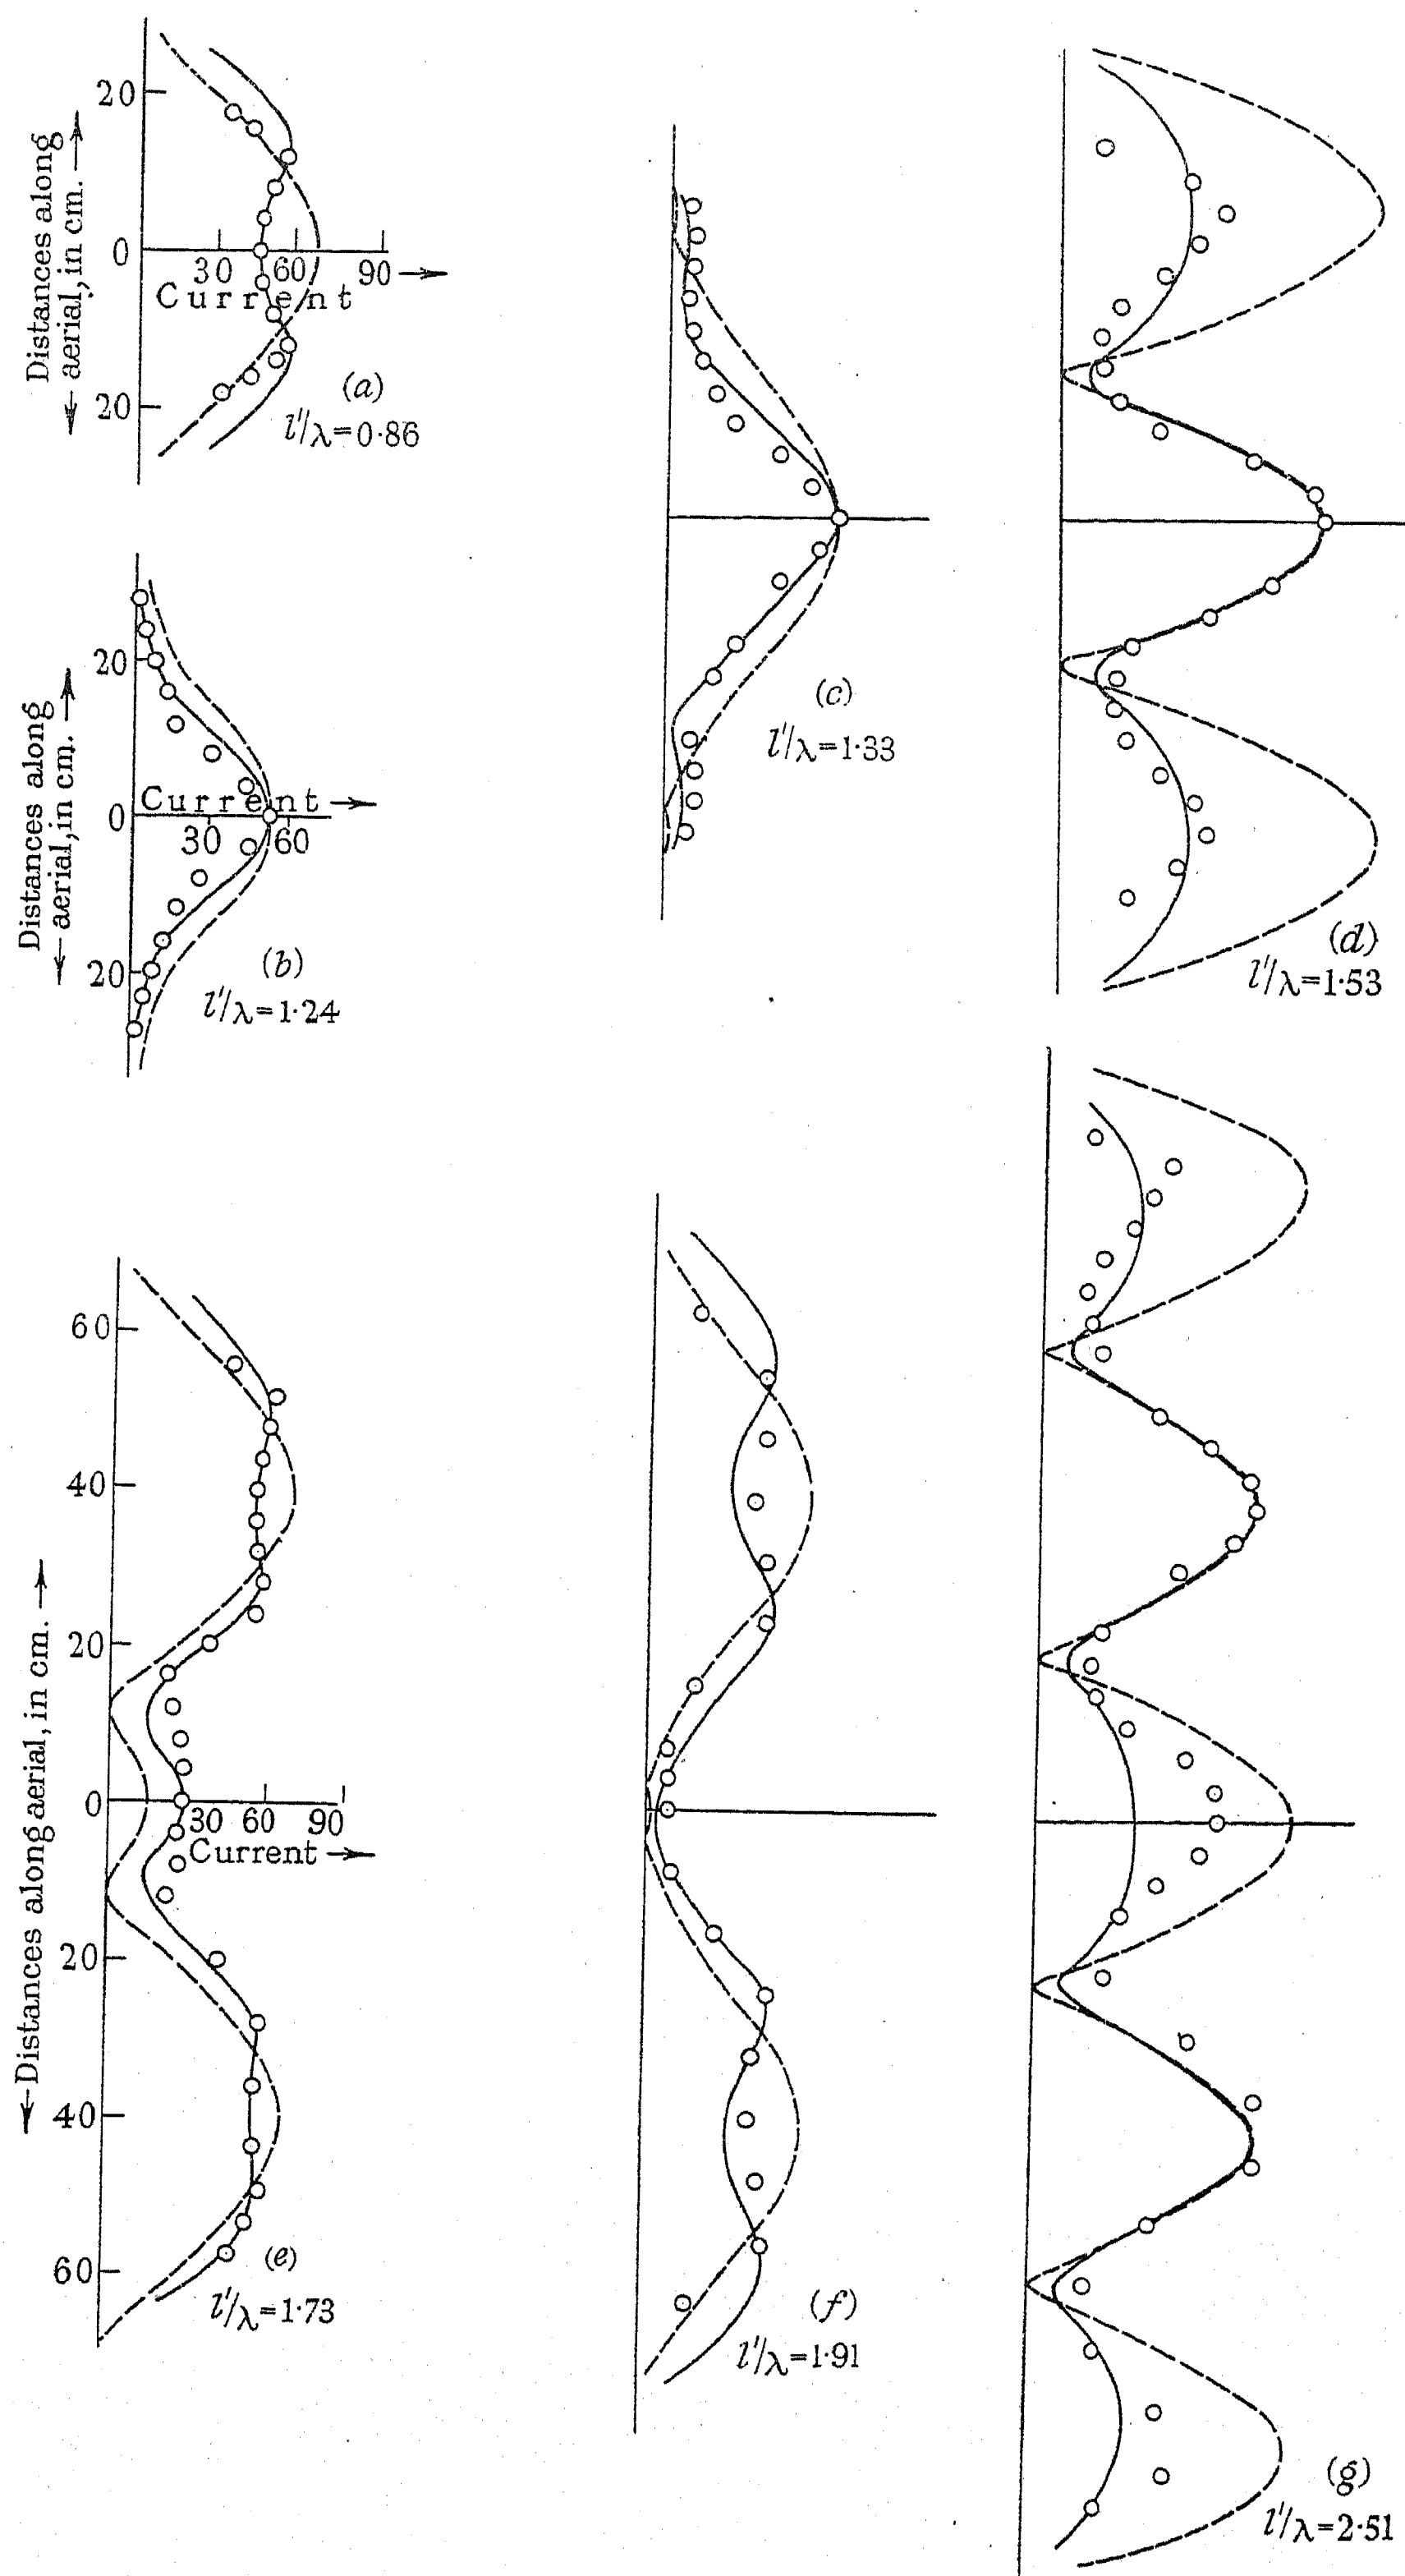 20
0
20
Distances along
← aerial, in cm. →
30 60 90 →
Current
(a)
l'/λ=0·86
20
0
20
Distances along
← aerial, in cm. →
Current →
30 60
(b)
l'/λ=1·24
(c)
l'/λ=1·33
(d)
l'/λ=1·53
60
40
20
0
20
40
60
← Distances along aerial, in cm. →
30 60 90
Current →
(e)
l'/λ=1·73
(f)
l'/λ=1·91
(g)
l'/λ=2·51